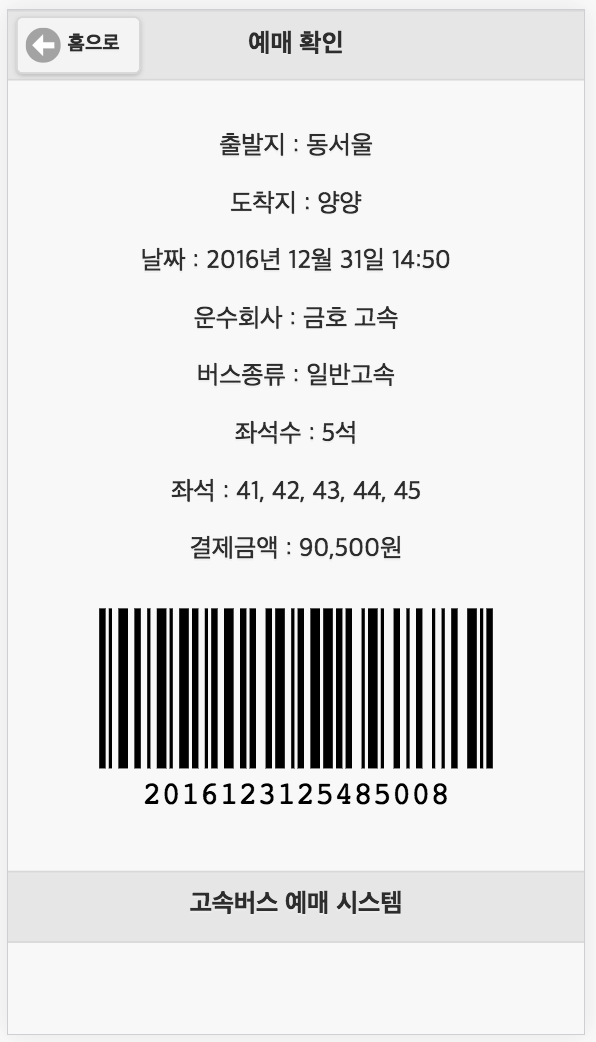 홈으로
예매 확인
출발지 : 동서울
도착지 : 양양
날짜 : 2016년 12월 31일 14:50
운수회사 : 금호 고속
버스종류 : 일반고속
좌석수 : 5석
좌석 : 41, 42, 43, 44, 45
결제금액 : 90,500원
2016123125485008
고속버스 예매 시스템